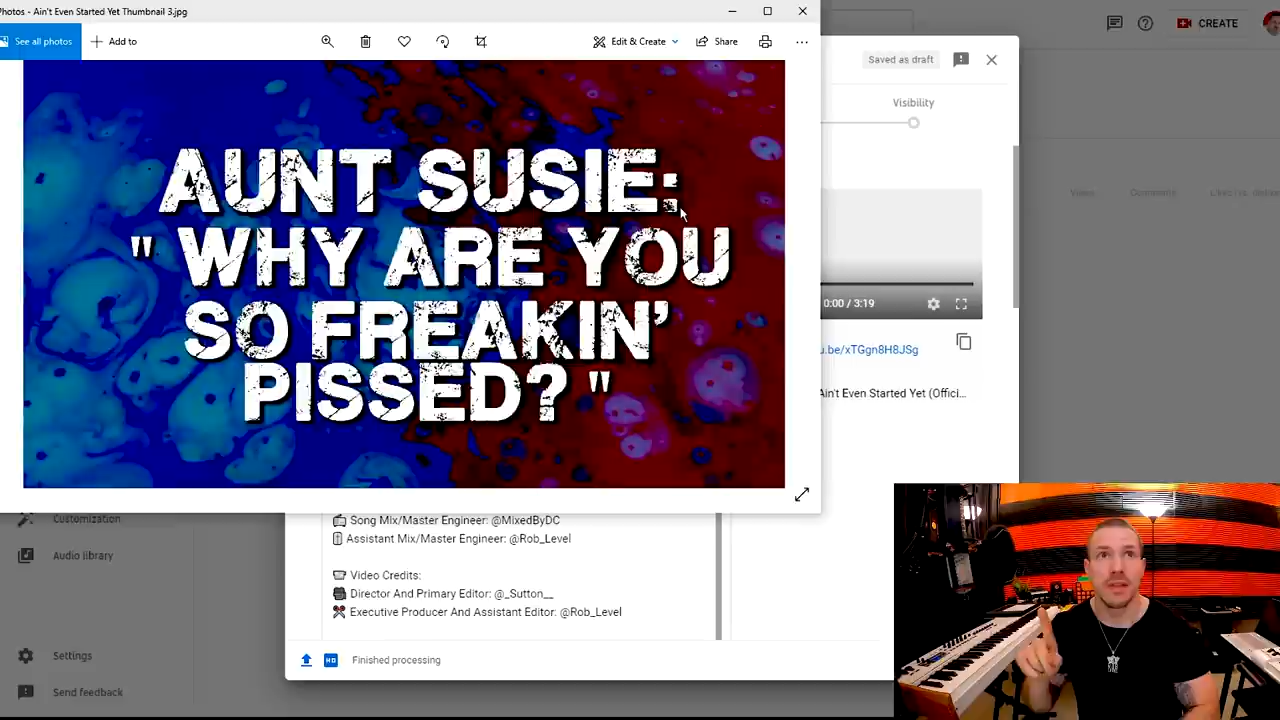 Photos - Ain't Even Started Yet Thumbnail 3.jpg
See all photos
Add to
Edit & Create
Share
CREATE
Saved as draft
Visibility
AUNT SUSIE:
" WHY ARE YOU
SO FREAKIN'
PISSED? "
Video
Comments
0:00 / 3:19
u.be/xTGgn8H8JSg
Ain't Even Started Yet (Offici...
Customization
Audio library
Settings
Send feedback
Song Mix/Master Engineer: @MixedByDC
Assistant Mix/Master Engineer: @Rob_Level
Video Credits:
Director And Primary Editor: @_Sutton__
Executive Producer And Assistant Editor: @Rob_Level
HD
Finished processing